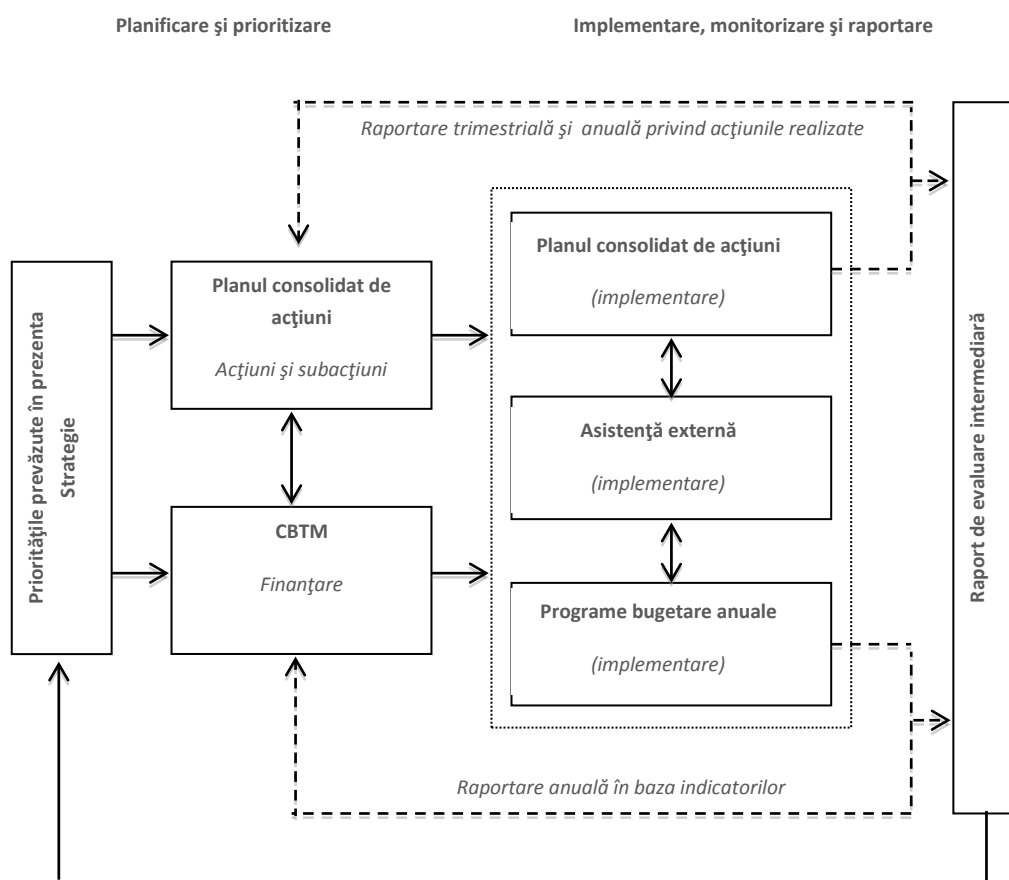 Planificare şi prioritizare
Implementare, monitorizare şi raportare
Raportare trimestrială şi anuală privind acţiunile realizate
Priorităţile prevăzute în prezenta
Strategie
Planul consolidat de
acţiuni
Acţiuni şi subacţiuni
CBTM
Finanţare
Planul consolidat de acţiuni
(implementare)
Asistenţă externă
(implementare)
Programe bugetare anuale
(implementare)
Raport de evaluare intermediară
Raportare anuală în baza indicatorilor